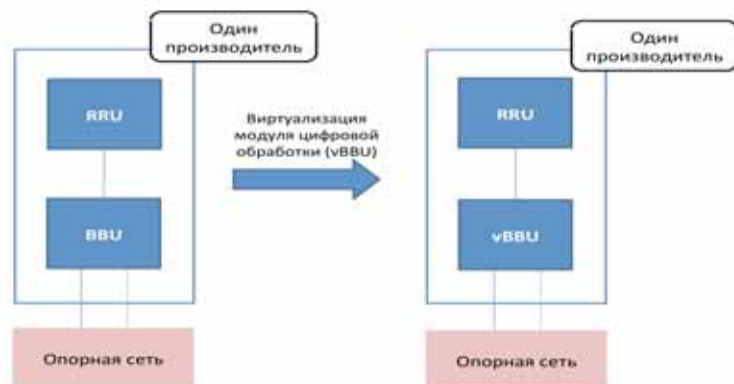 Один
производитель
RRU
BBU
Опорная сеть
Виртуализация
модуля цифровой
обработки (vBBU)
Один
производитель
RRU
vBBU
Опорная сеть